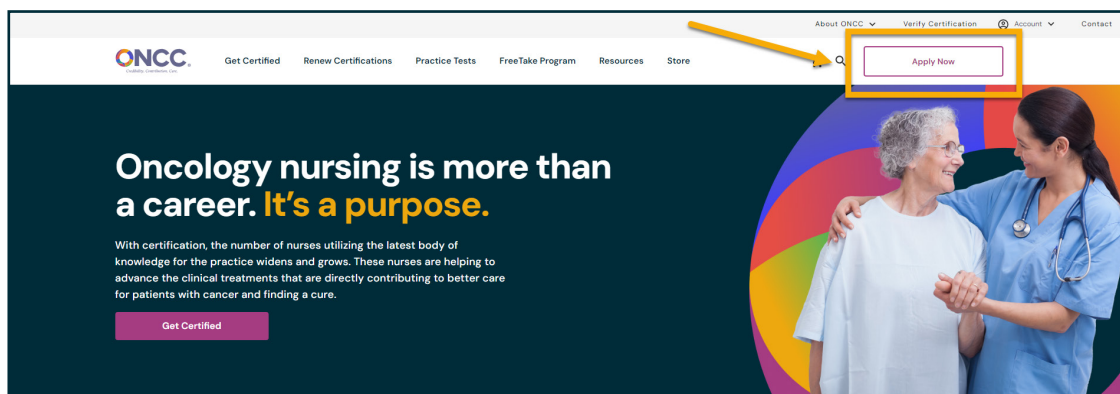 About ONCC
Verify Certification
Account
Contact
ONCC.
Get Certified
Renew Certifications
Practice Tests
FreeTake Program
Resources
Store
Apply Now
Oncology nursing is more than
a career. It's a purpose.
With certification, the number of nurses utilizing the latest body of
knowledge for the practice widens and grows. These nurses are helping to
advance the clinical treatments that are directly contributing to better care
for patients with cancer and finding a cure.
Get Certified